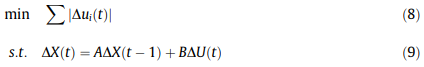 min ∑|Δuᵢ(t)| (8)
s.t. ΔX(t) = AΔX(t − 1) + BΔU(t) (9)